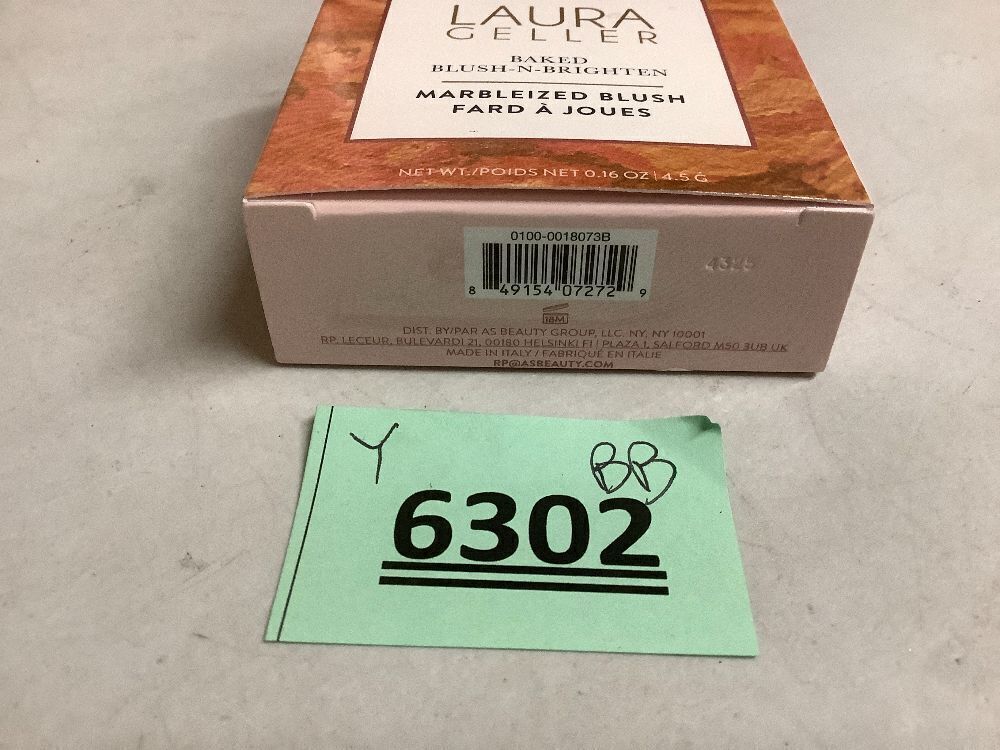 LAURA
GELLER
BAKED
BLUSH-N-BRIGHTEN
MARBLEIZED BLUSH
FARD À JOUES
NET WT./POIDS NET 0.16 OZ | 4.5 G
0100-0018073B
8 49154 07272 9
18M
DIST. BY/PAR AS BEAUTY GROUP, LLC. NY, NY 10001
RP. LECEUR, BULEVARDI 21, 00180 HELSINKI FI | PLAZA 1, SALFORD M50 3UB UK
MADE IN ITALY / FABRIQUÉ EN ITALIE
RP@ASBEAUTY.COM
Y BB
6302